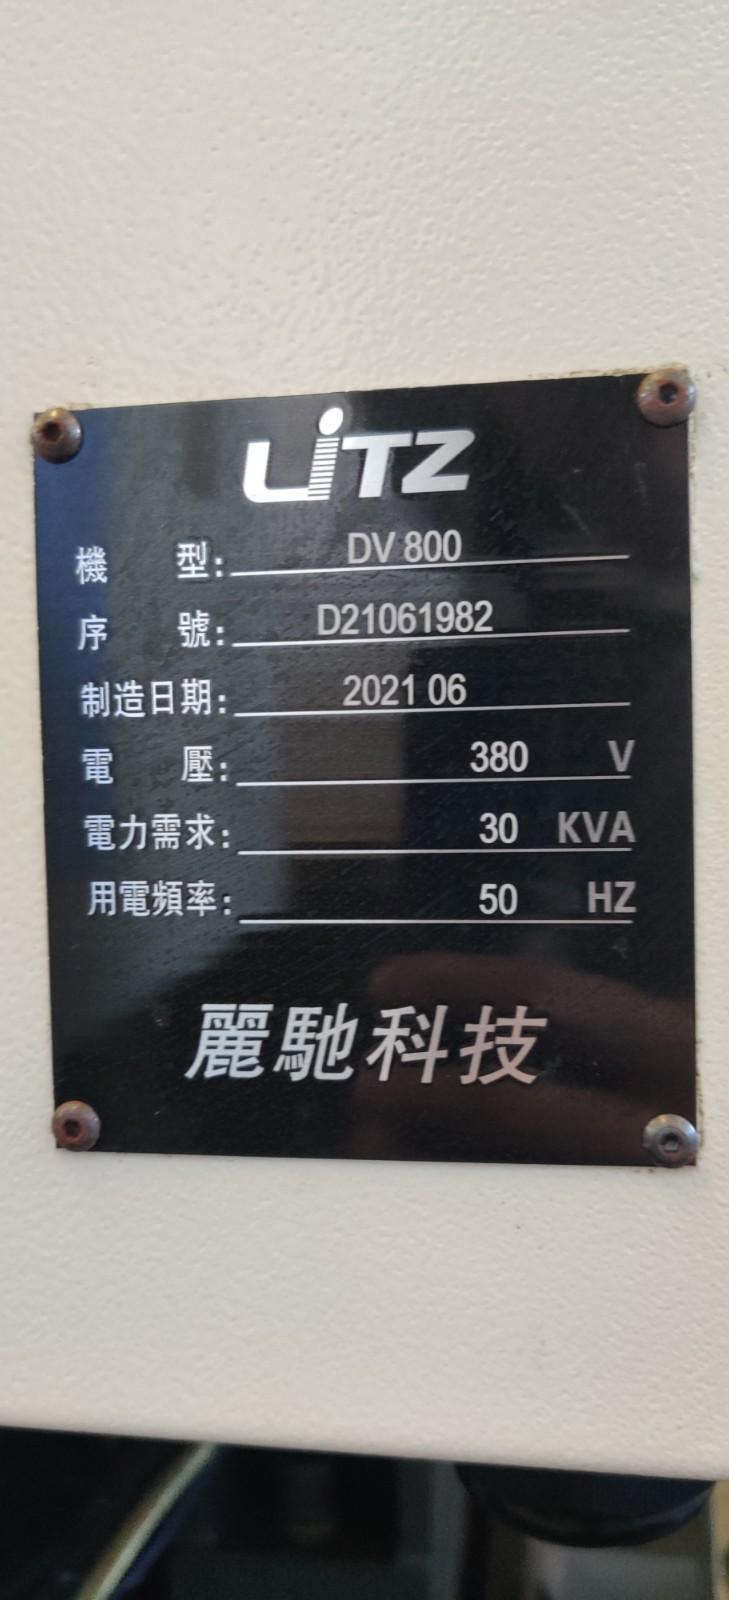 LiTZ
機 型: DV 800
序 號: D21061982
制造日期: 2021 06
電 壓: 380 V
電力需求: 30 KVA
用電頻率: 50 HZ
麗馳科技